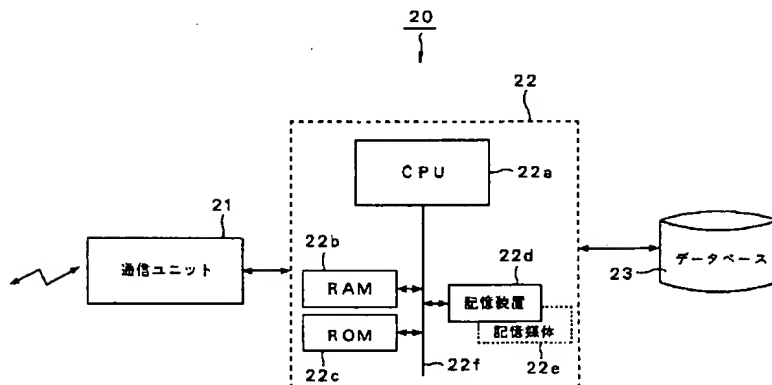 20
22
CPU
22a
21
通信ユニット
22b
RAM
ROM
22c
22d
記憶装置
記憶媒体
22e
22f
データベース
23